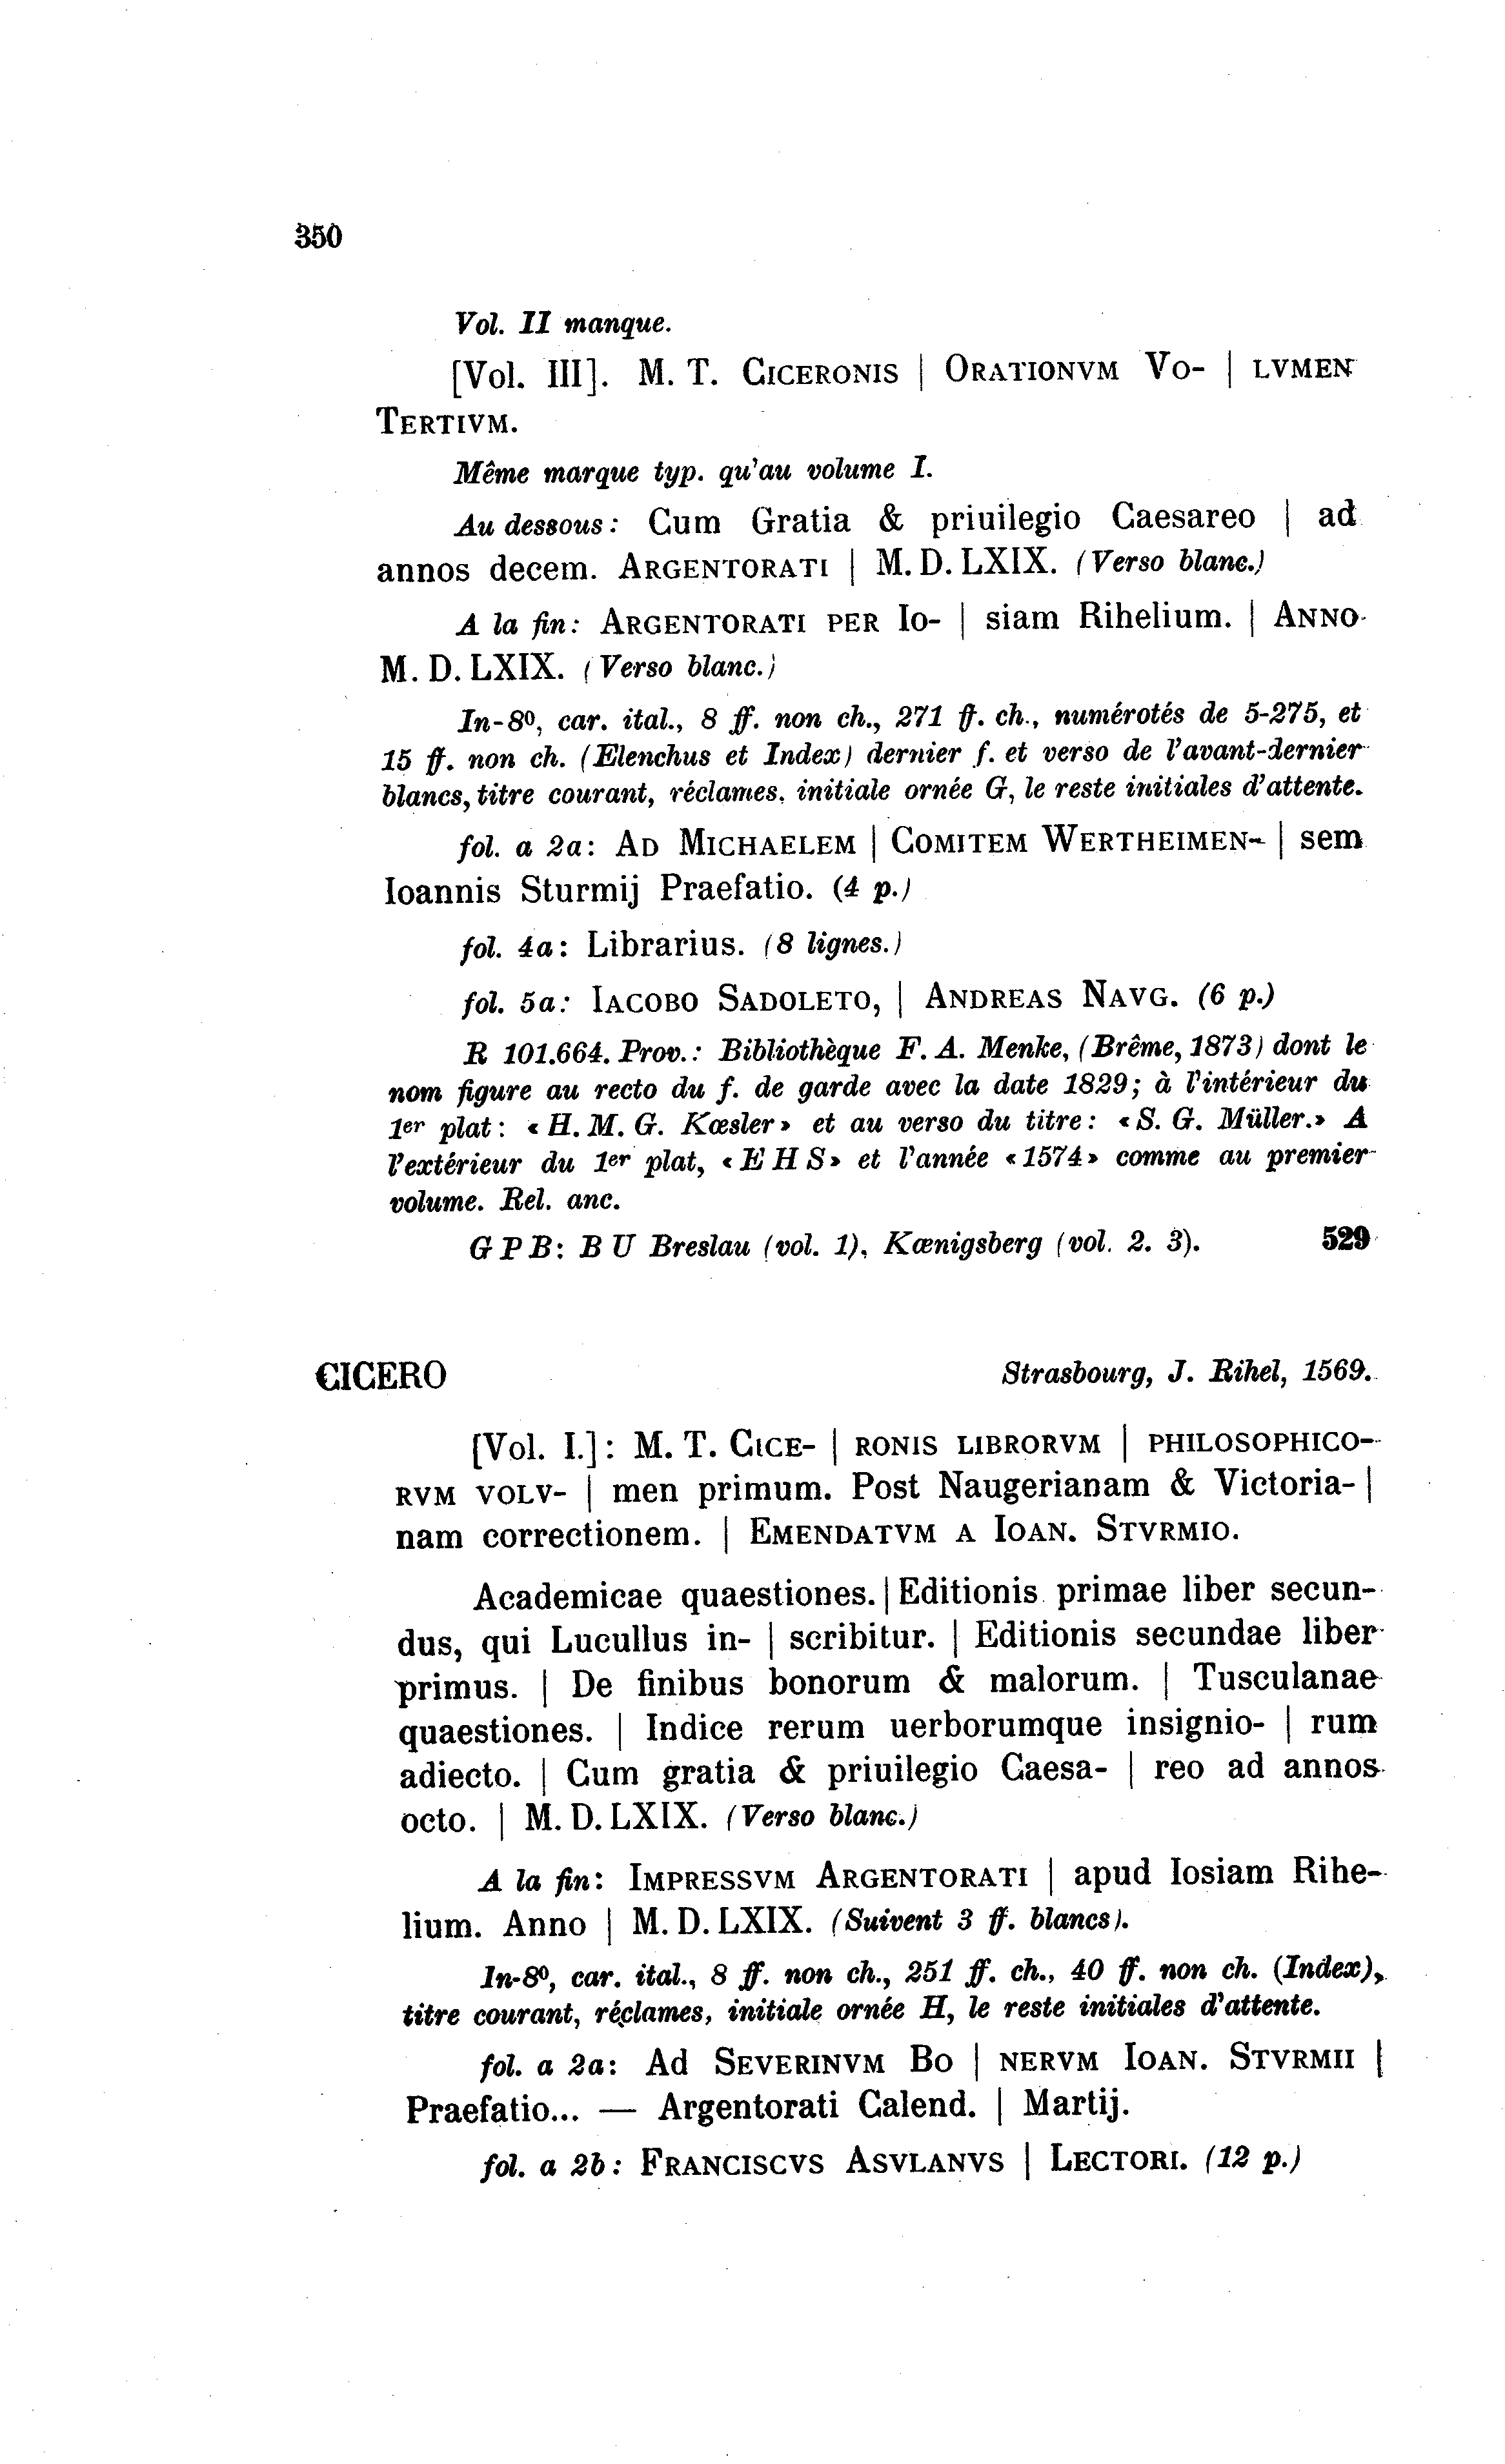 350
Vol. II manque.
[Vol. III]. M. T. CICERONIS | ORATIONVM VO- | LVMEN
TERTIVM.
Même marque typ. qu'au volume I.
Au dessous: Cum Gratia & priuilegio Caesareo | ad
annos decem. ARGENTORATI | M. D. LXIX. (Verso blanc.)
A la fin: ARGENTORATI PER Io- | siam Rihelium. | ANNO
M. D. LXIX. (Verso blanc.)
In-8º, car. ital., 8 ff. non ch., 271 ff. ch., numérotés de 5-275, et
15 ff. non ch. (Elenchus et Index) dernier f. et verso de l'avant-dernier
blancs, titre courant, réclames, initiale ornée G, le reste initiales d'attente.
fol. a 2a: AD MICHAELEM | COMITEM WERTHEIMEN- | sem
Ioannis Sturmij Praefatio. (4 p.)
fol. 4a: Librarius. (8 lignes.)
fol. 5a: IACOBO SADOLETO, | ANDREAS NAVG. (6 p.)
R 101.664. Prov.: Bibliothèque F. A. Menke, (Brême, 1873) dont le
nom figure au recto du f. de garde avec la date 1829; à l'intérieur du
1er plat: «H. M. G. Kœsler» et au verso du titre: «S. G. Müller.» A
l'extérieur du 1er plat, «E H S» et l'année «1574» comme au premier
volume. Rel. anc.
G P B: B U Breslau (vol. 1), Kœnigsberg (vol. 2. 3). 529
CICERO Strasbourg, J. Rihel, 1569.
[Vol. I.]: M. T. CICE- | RONIS LIBRORVM | PHILOSOPHICO-
RVM VOLV- | men primum. Post Naugerianam & Victoria- |
nam correctionem. | EMENDATVM A IOAN. STVRMIO.
Academicae quaestiones. | Editionis primae liber secun-
dus, qui Lucullus in- | scribitur. | Editionis secundae liber
primus. | De finibus bonorum & malorum. | Tusculanae
quaestiones. | Indice rerum uerborumque insignio- | rum
adiecto. | Cum gratia & priuilegio Caesa- | reo ad annos
octo. | M. D. LXIX. (Verso blanc.)
A la fin: IMPRESSVM ARGENTORATI | apud Iosiam Rihe-
lium. Anno | M. D. LXIX. (Suivent 3 ff. blancs).
In-8º, car. ital., 8 ff. non ch., 251 ff. ch., 40 ff. non ch. (Index),
titre courant, réclames, initiale ornée H, le reste initiales d'attente.
fol. a 2a: Ad SEVERINVM BO | NERVM IOAN. STVRMII |
Praefatio... — Argentorati Calend. | Martij.
fol. a 2b: FRANCISCVS ASVLANVS | LECTORI. (12 p.)